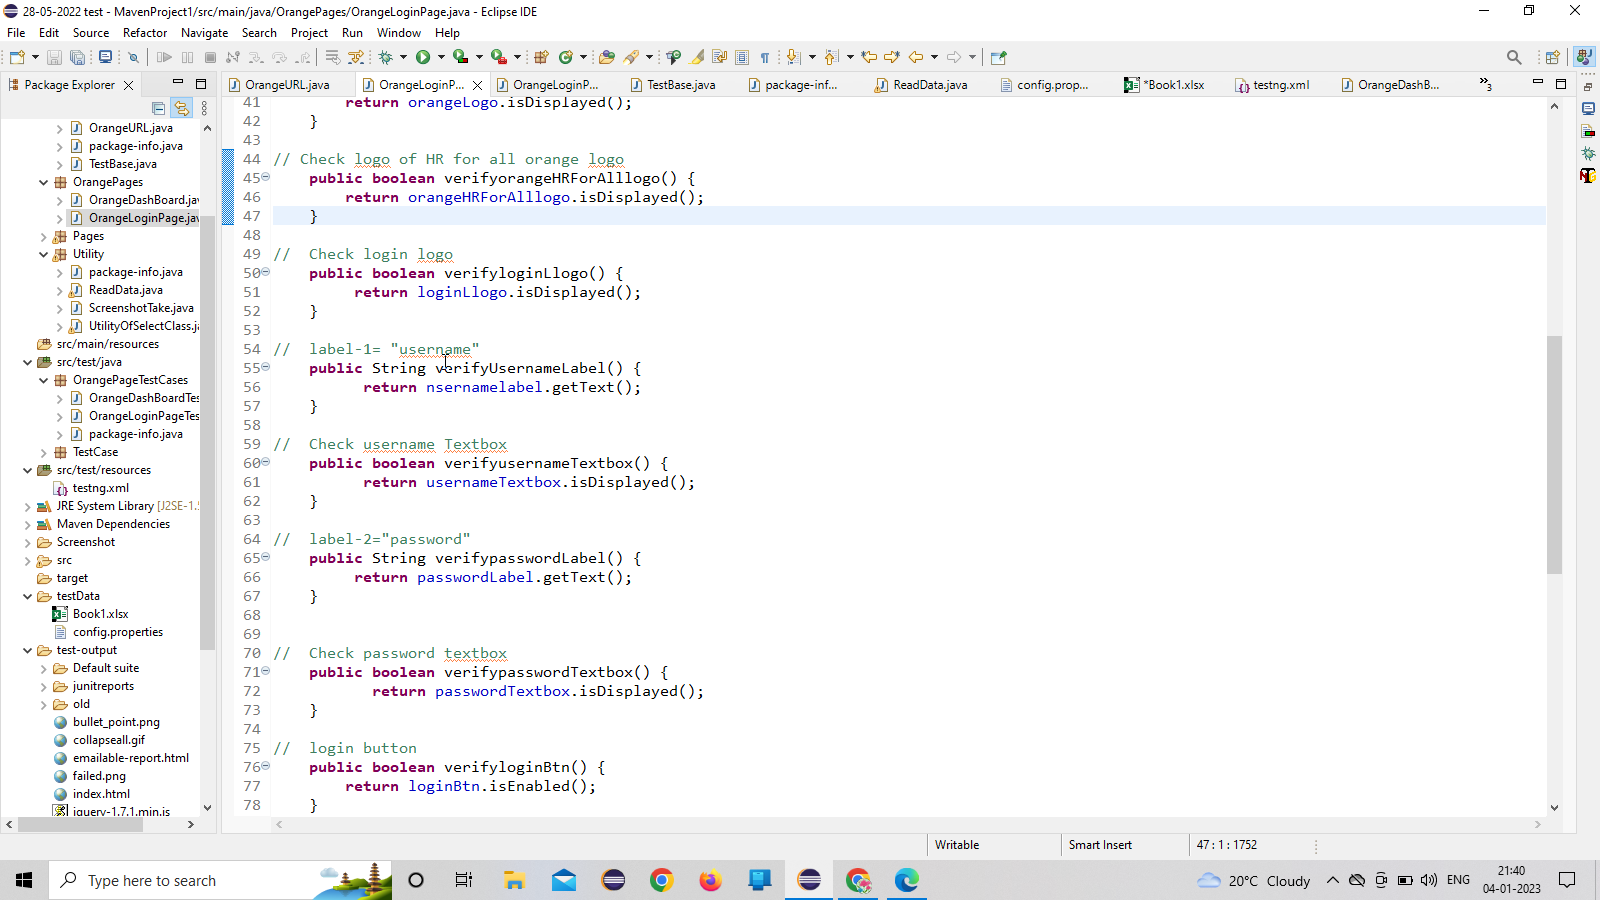 28-05-2022 test - MavenProject1/src/main/java/OrangePages/OrangeLoginPage.java - Eclipse IDE
File Edit Source Refactor Navigate Search Project Run Window Help
Package Explorer
OrangeURL.java OrangeLoginP... OrangeLoginP... TestBase.java package-inf... ReadData.java config.prop... *Book1.xlsx testng.xml OrangeDashB... »3
OrangeURL.java
package-info.java
TestBase.java
OrangePages
OrangeDashBoard.jav
OrangeLoginPage.jav
Pages
Utility
package-info.java
ReadData.java
ScreenshotTake.java
UtilityOfSelectClass.ja
src/main/resources
src/test/java
OrangePageTestCases
OrangeDashBoardTes
OrangeLoginPageTes
package-info.java
TestCase
src/test/resources
testng.xml
JRE System Library [J2SE-1.5
Maven Dependencies
Screenshot
src
target
testData
Book1.xlsx
config.properties
test-output
Default suite
junitreports
old
bullet_point.png
collapseall.gif
emailable-report.html
failed.png
index.html
jquery-1.7.1.min.js
41 return orangeLogo.isDisplayed();
42 }
43
44 // Check logo of HR for all orange logo
45 public boolean verifyorangeHRForAlllogo() {
46 return orangeHRForAlllogo.isDisplayed();
47 }
48
49 // Check login logo
50 public boolean verifyloginLlogo() {
51 return loginLlogo.isDisplayed();
52 }
53
54 // label-1= "username"
55 public String verifyUsernameLabel() {
56 return nsernamelabel.getText();
57 }
58
59 // Check username Textbox
60 public boolean verifyusernameTextbox() {
61 return usernameTextbox.isDisplayed();
62 }
63
64 // label-2="password"
65 public String verifypasswordLabel() {
66 return passwordLabel.getText();
67 }
68
69
70 // Check password textbox
71 public boolean verifypasswordTextbox() {
72 return passwordTextbox.isDisplayed();
73 }
74
75 // login button
76 public boolean verifyloginBtn() {
77 return loginBtn.isEnabled();
78 }
Writable Smart Insert 47 : 1 : 1752
Type here to search
20°C Cloudy
ENG
21:40
04-01-2023